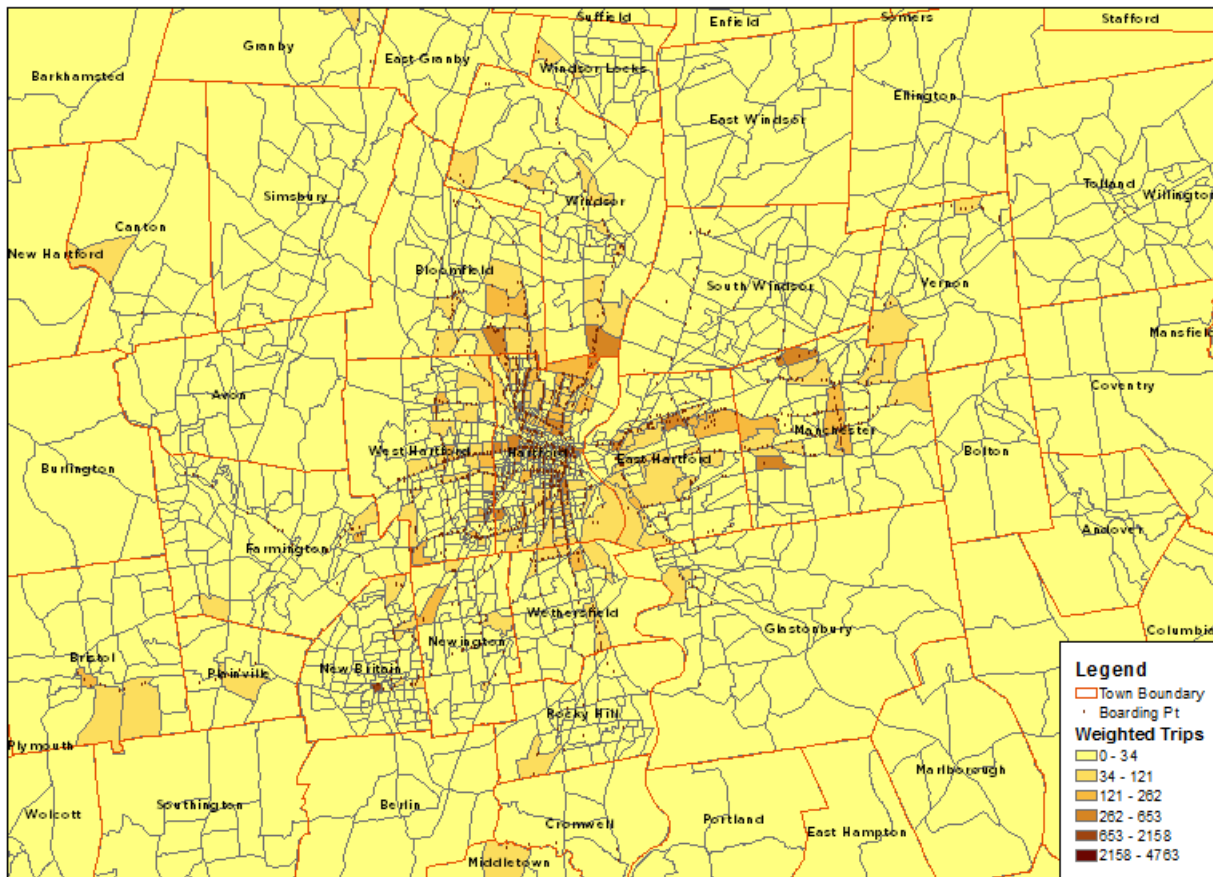 Suffield
Enfield
Somers
Stafford
Granby
East Granby
Windsor Locks
Barkhamsted
Ellington
East Windsor
Tolland
Willington
Simsbury
Windsor
Canton
New Hartford
Bloomfield
South Windsor
Vernon
Mansfield
Avon
Coventry
Manchester
West Hartford
Hartford
East Hartford
Bolton
Burlington
Andover
Farmington
Wethersfield
Glastonbury
Columbia
Newington
Bristol
Plainville
New Britain
Rocky Hill
Plymouth
Marlborough
Wolcott
Southington
Berlin
Cromwell
Portland
East Hampton
Middletown
Legend
Town Boundary
Boarding Pt
Weighted Trips
0 - 34
34 - 121
121 - 262
262 - 653
653 - 2158
2158 - 4763